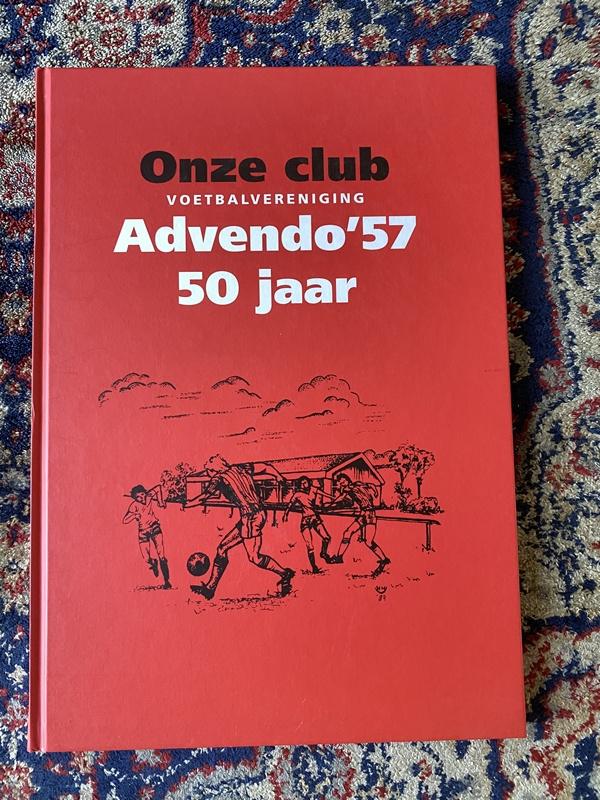 Onze club
VOETBALVERENIGING
Advendo'57
50 jaar